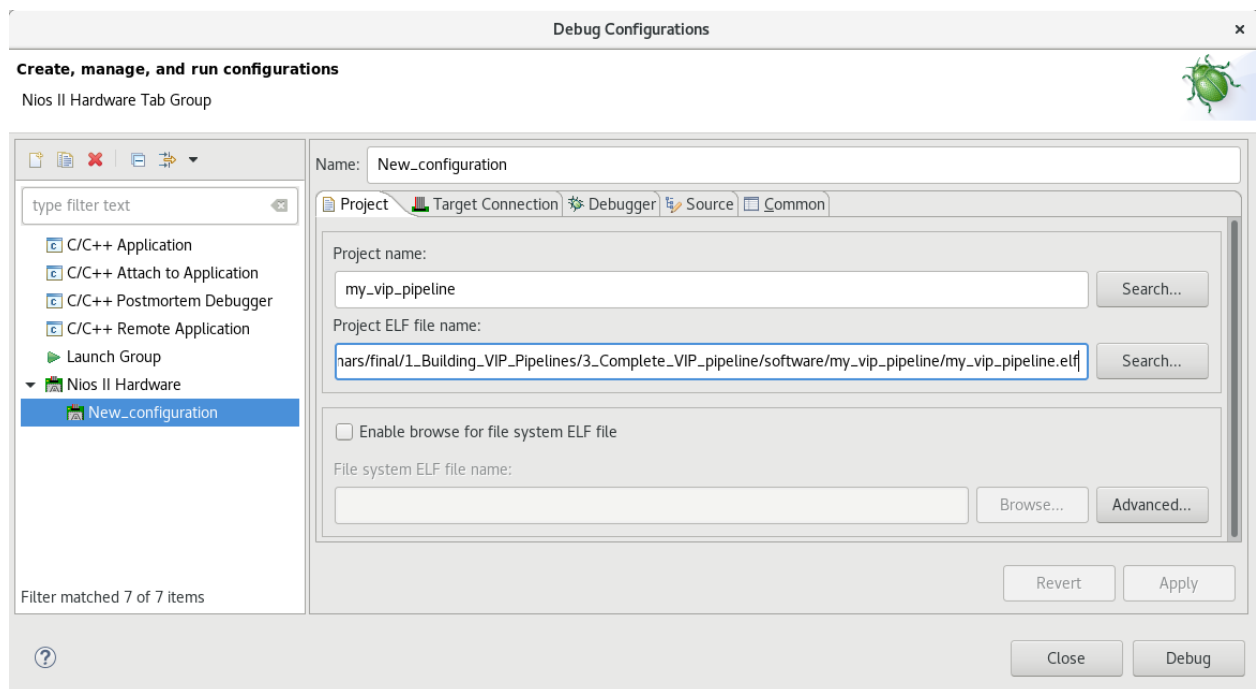 Debug Configurations
Create, manage, and run configurations
Nios II Hardware Tab Group
type filter text
C/C++ Application
C/C++ Attach to Application
C/C++ Postmortem Debugger
C/C++ Remote Application
Launch Group
Nios II Hardware
New_configuration
Filter matched 7 of 7 items
Name: New_configuration
Project Target Connection Debugger Source Common
Project name:
my_vip_pipeline Search...
Project ELF file name:
nars/final/1_Building_VIP_Pipelines/3_Complete_VIP_pipeline/software/my_vip_pipeline/my_vip_pipeline.elf Search...
Enable browse for file system ELF file
File system ELF file name:
Browse... Advanced...
Revert Apply
Close Debug